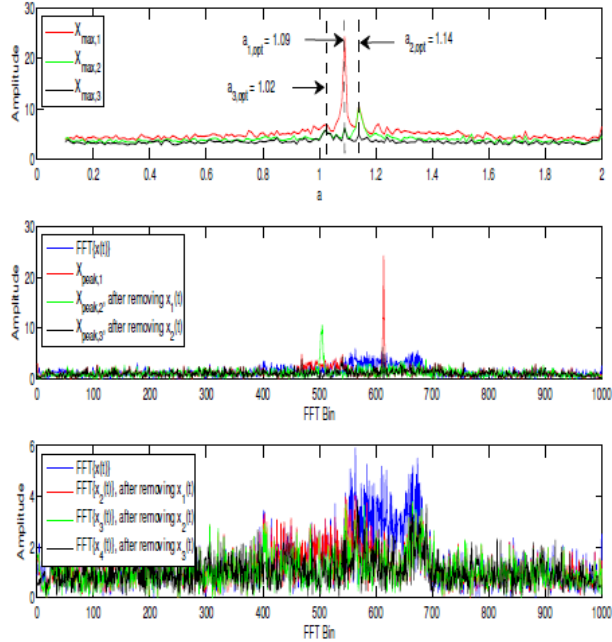 30
20
10
0
Amplitude
X_max,1
X_max,2
X_max,3
a_1,opt = 1.09
a_2,opt = 1.14
a_3,opt = 1.02
0 0.2 0.4 0.6 0.8 1 1.2 1.4 1.6 1.8 2
a
30
20
10
0
Amplitude
FFT{x(t)}
X_peak,1
X_peak,2, after removing x_1(t)
X_peak,3, after removing x_2(t)
0 100 200 300 400 500 600 700 800 900 1000
FFT Bin
6
4
2
0
Amplitude
FFT{x(t)}
FFT{x_2(t)}, after removing x_1(t)
FFT{x_3(t)}, after removing x_2(t)
FFT{x_4(t)}, after removing x_3(t)
0 100 200 300 400 500 600 700 800 900 1000
FFT Bin